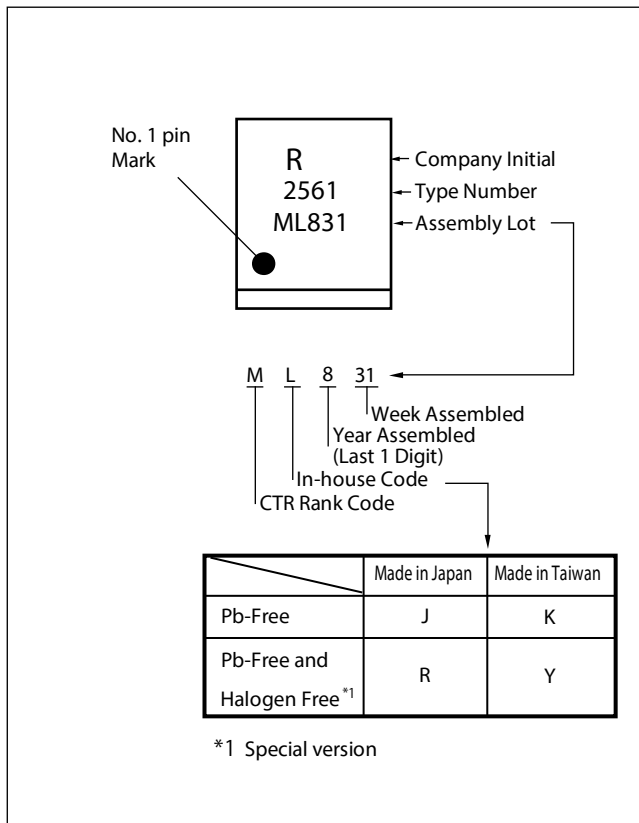 No. 1 pin
Mark
R
2561
ML831
Company Initial
Type Number
Assembly Lot
M L 8 31
Week Assembled
Year Assembled
(Last 1 Digit)
In-house Code
CTR Rank Code
Made in Japan Made in Taiwan
Pb-Free J K
Pb-Free and
Halogen Free *1 R Y
*1 Special version